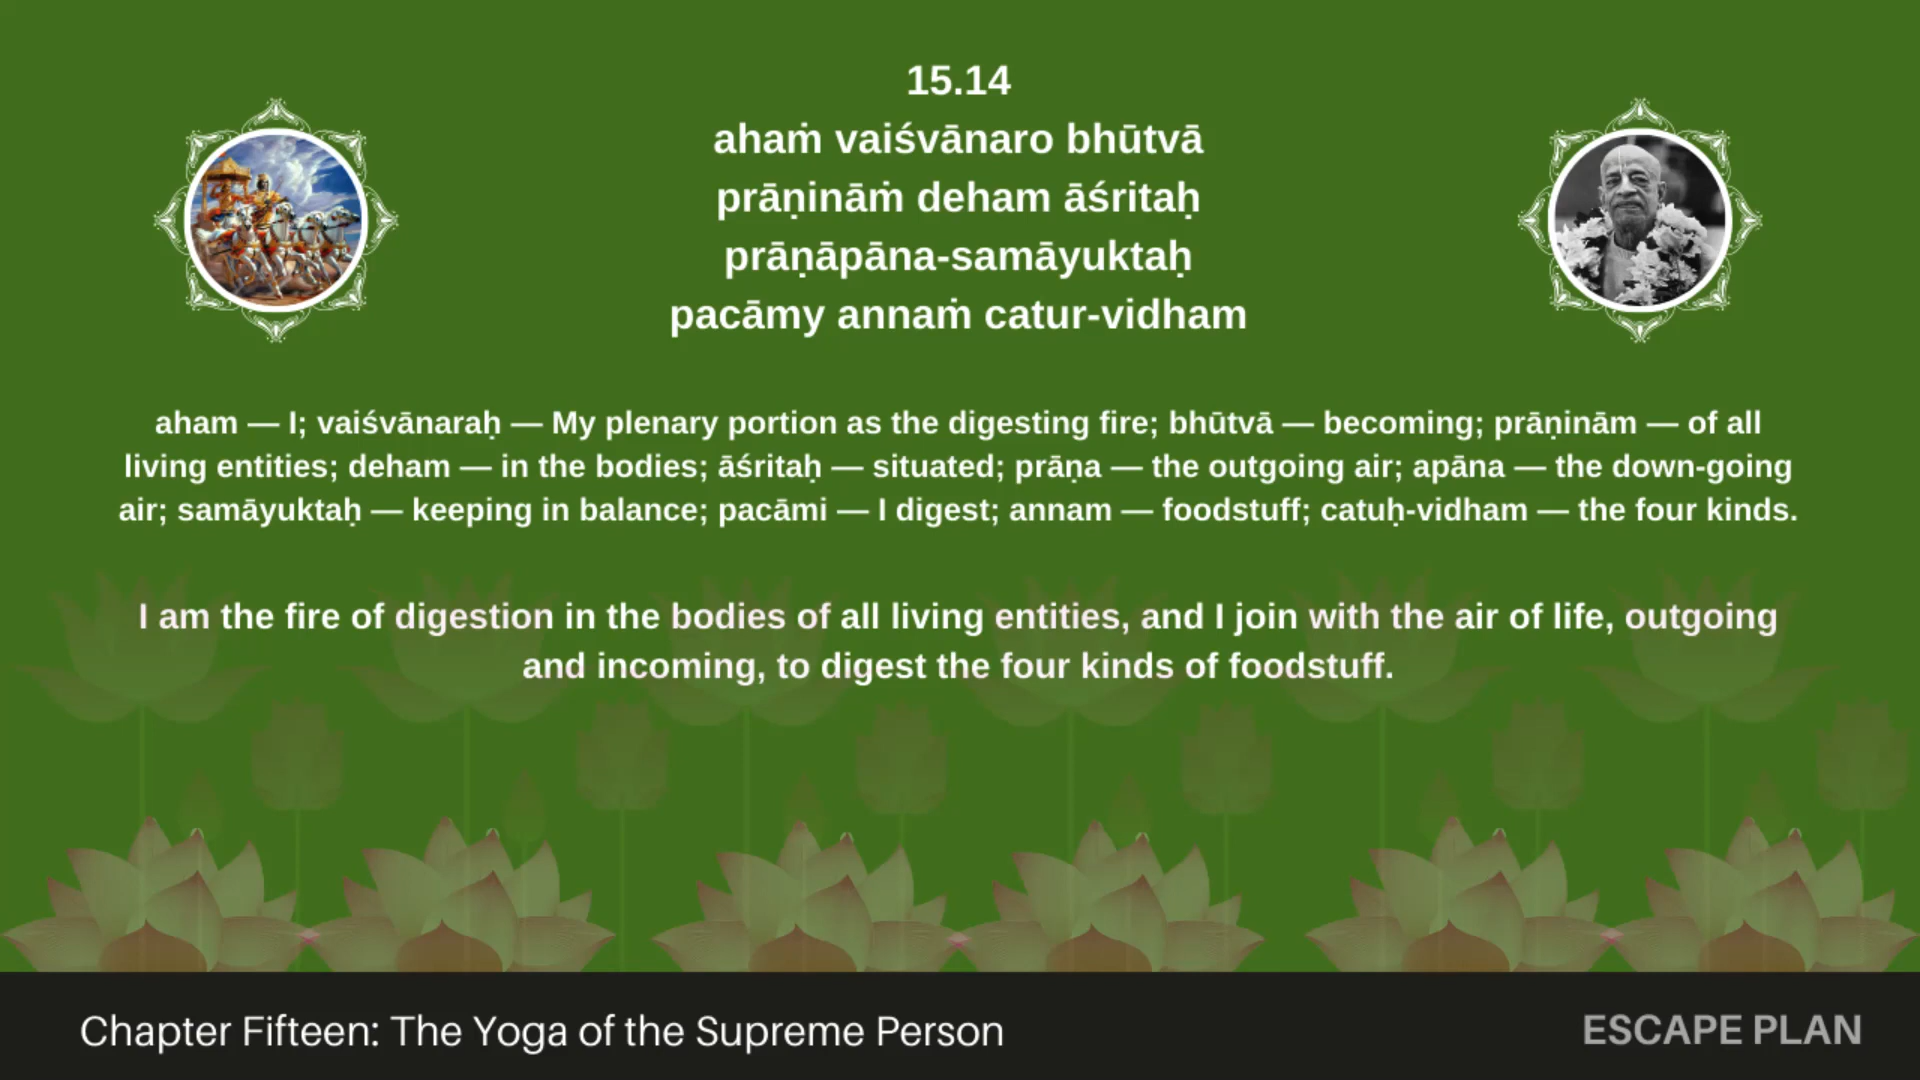 15.14
ahaṁ vaiśvānaro bhūtvā
prāṇināṁ deham āśritaḥ
prāṇāpāna-samāyuktaḥ
pacāmy annaṁ catur-vidham
aham — I; vaiśvānaraḥ — My plenary portion as the digesting fire; bhūtvā — becoming; prāṇinām — of all
living entities; deham — in the bodies; āśritaḥ — situated; prāṇa — the outgoing air; apāna — the down-going
air; samāyuktaḥ — keeping in balance; pacāmi — I digest; annam — foodstuff; catuḥ-vidham — the four kinds.
I am the fire of digestion in the bodies of all living entities, and I join with the air of life, outgoing
and incoming, to digest the four kinds of foodstuff.
Chapter Fifteen: The Yoga of the Supreme Person
ESCAPE PLAN